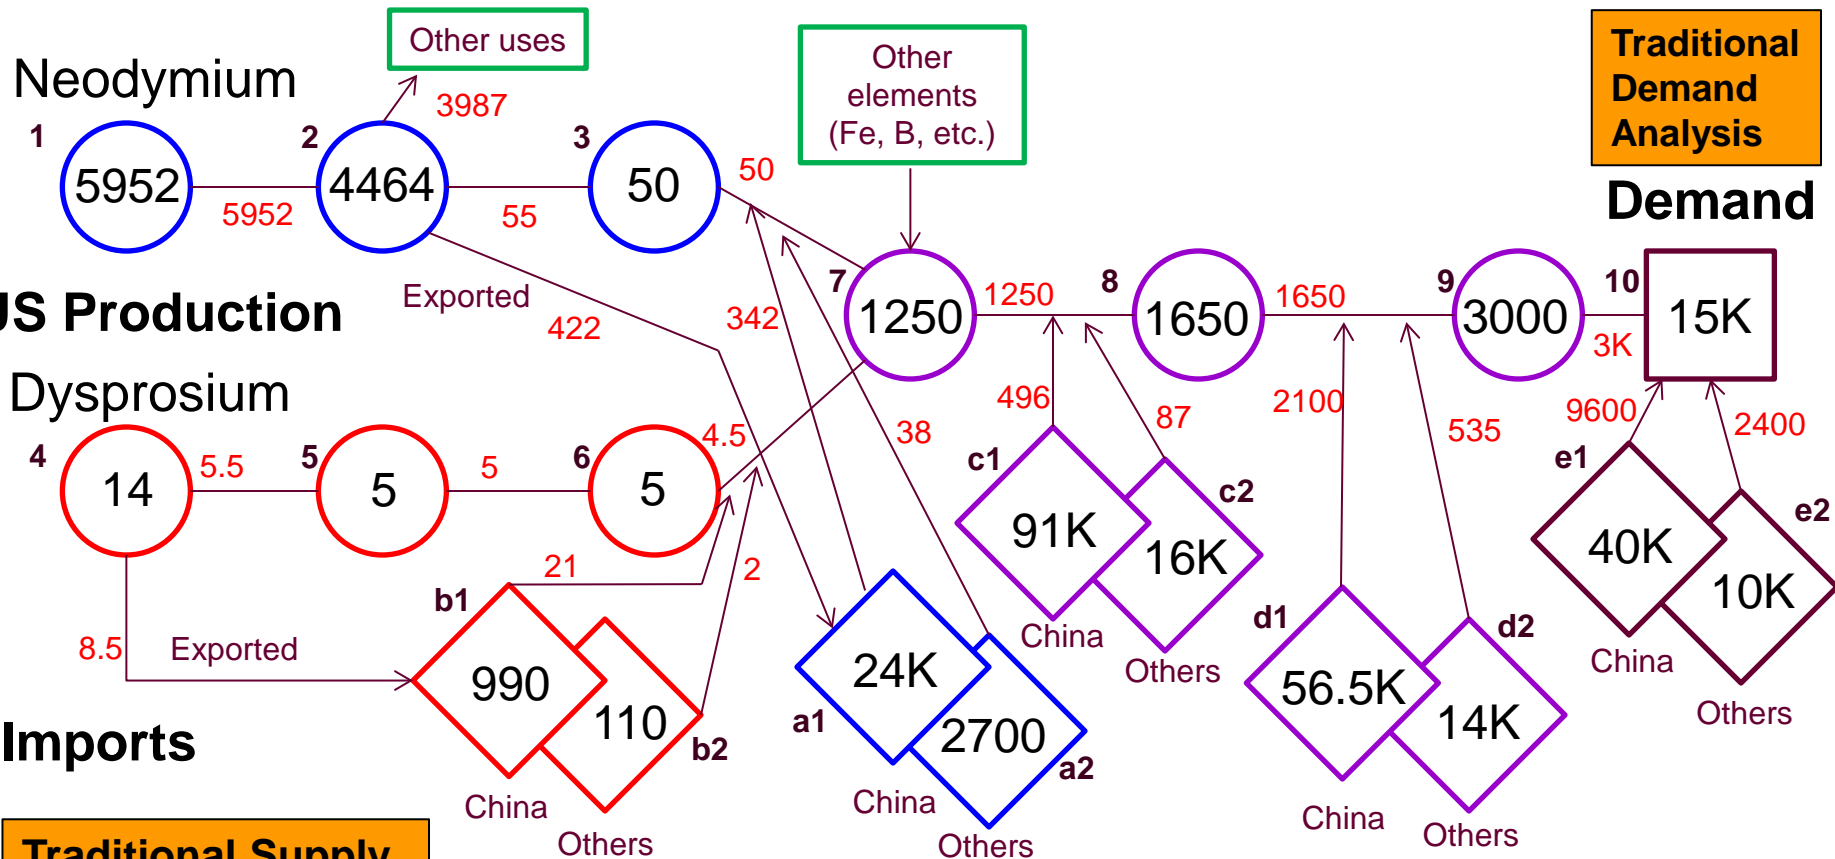 Other uses
Other
elements
(Fe, B, etc.)
Traditional
Demand
Analysis
Neodymium
3987
1
2
3
5952
4464
50
50
5952
55
Demand
Exported
422
342
US Production
7
1250
1250
8
1650
1650
9
3000
3K
10
15K
Dysprosium
4
14
5.5
5
5
5
6
5
4.5
38
496
87
2100
535
9600
2400
c1
91K
c2
16K
e1
40K
e2
10K
21
2
8.5
Exported
b1
990
110
b2
a1
24K
2700
a2
China
Others
d1
56.5K
d2
14K
China
Others
Imports
China
Others
China
Others
China
Others
Traditional Supply